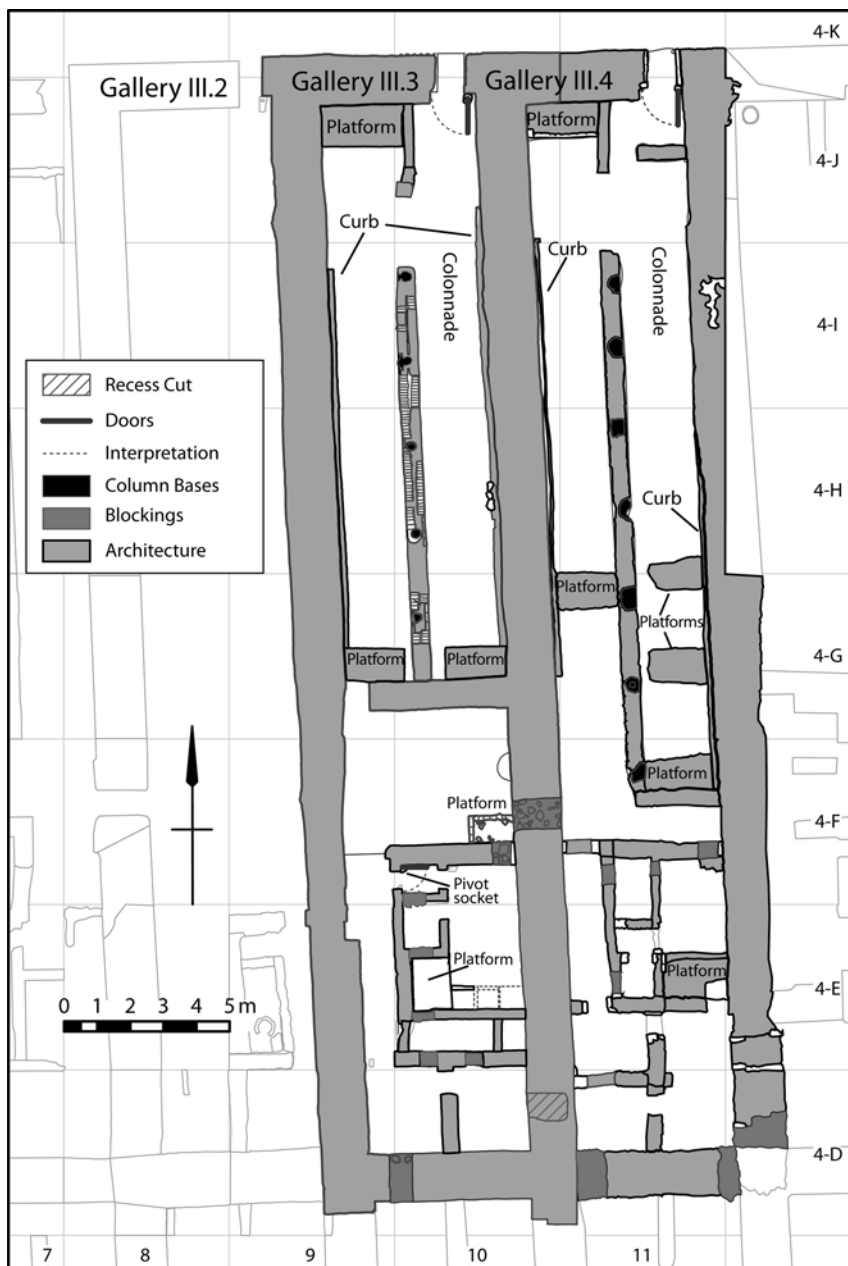 4-K
Gallery III.2
Gallery III.3
Gallery III.4
Platform
Platform
4-J
Curb
Curb
Colonnade
Colonnade
4-I
Recess Cut
Doors
Interpretation
Column Bases
Blockings
Architecture
4-H
Curb
Platform
Platforms
Platform
Platform
4-G
Platform
Platform
4-F
Pivot
socket
Platform
Platform
4-E
0 1 2 3 4 5 m
4-D
7
8
9
10
11